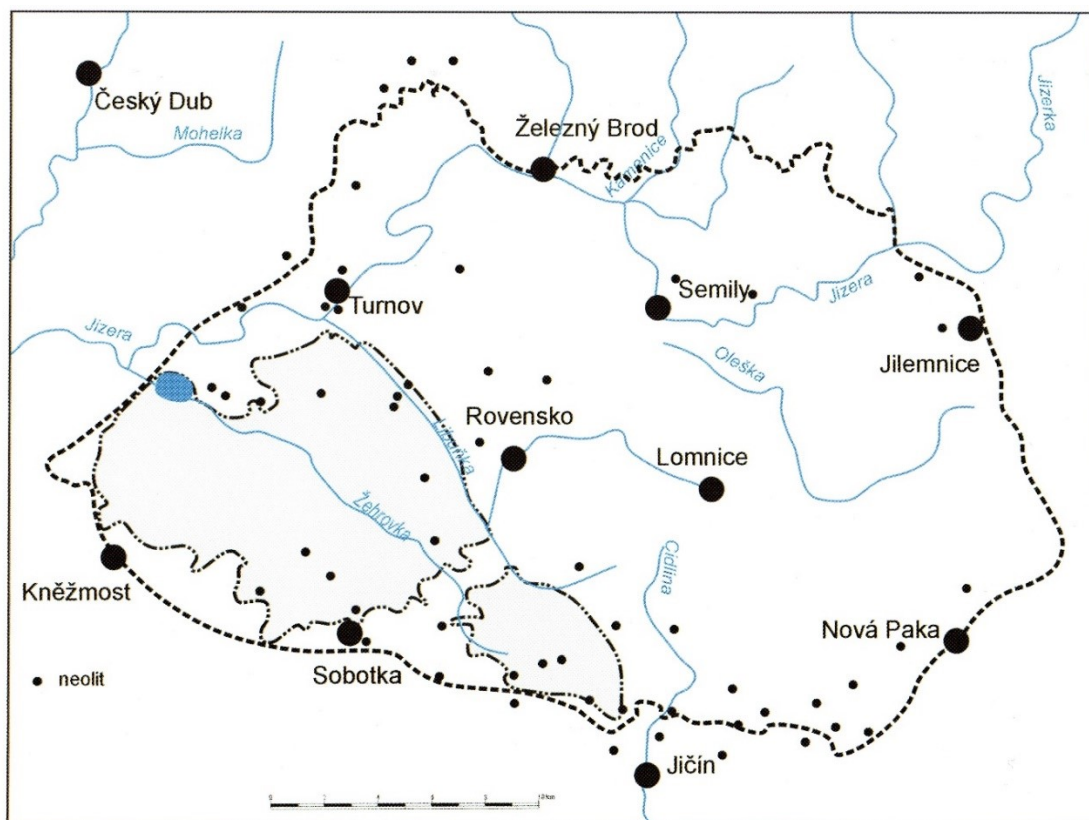 Český Dub
Mohelka
Železný Brod
Kamenice
Jizerka
Turnov
Semily
Jizera
Jizera
Jilemnice
Oleška
Rovensko
Libuňka
Lomnice
Žehrovka
Kněžmost
Cidlina
Nová Paka
Sobotka
neolit
Jičín